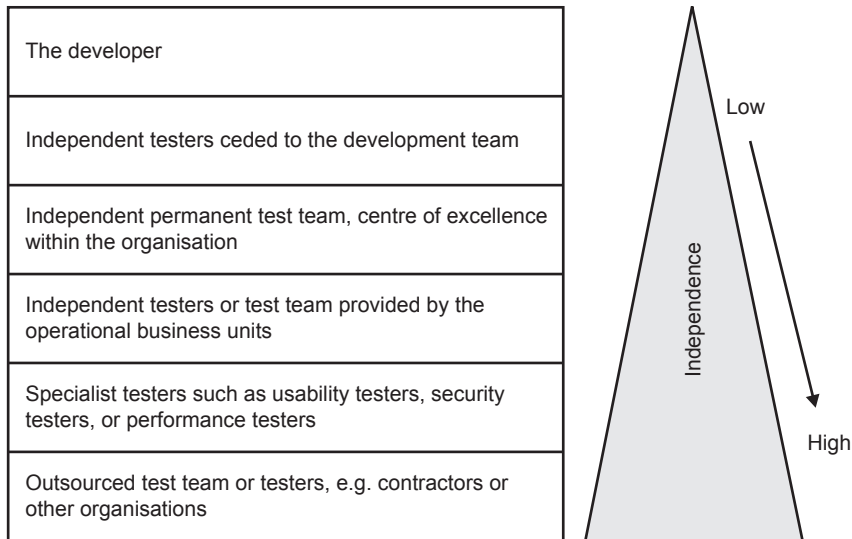 The developer
Independent testers ceded to the development team
Independent permanent test team, centre of excellence
within the organisation
Independent testers or test team provided by the
operational business units
Specialist testers such as usability testers, security
testers, or performance testers
Outsourced test team or testers, e.g. contractors or
other organisations
Independence
Low
High